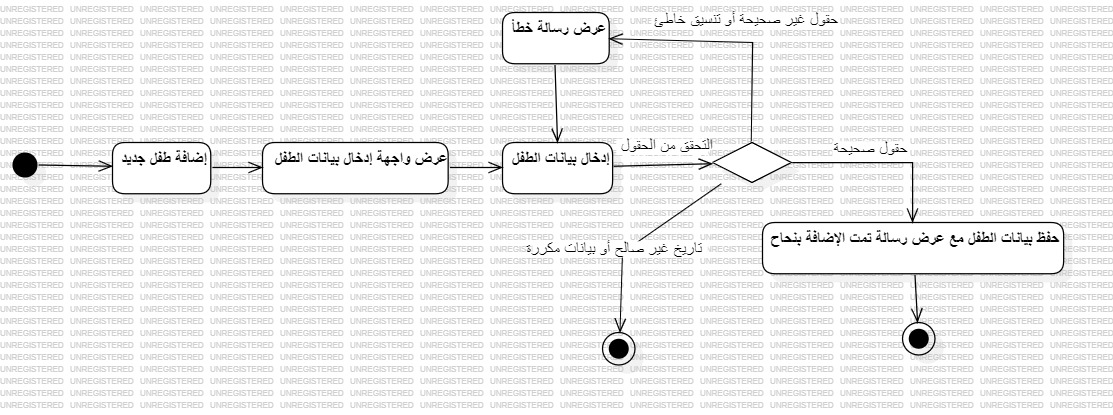 حقول غير صحيحة أو تنسيق خاطئ
عرض رسالة خطأ
إضافة طفل جديد
عرض واجهة إدخال بيانات الطفل
إدخال بيانات الطفل
التحقق من الحقول
حقول صحيحة
حفظ بيانات الطفل مع عرض رسالة تمت الإضافة بنجاح
تاريخ غير صالح أو بيانات مكررة
UNREGISTERED